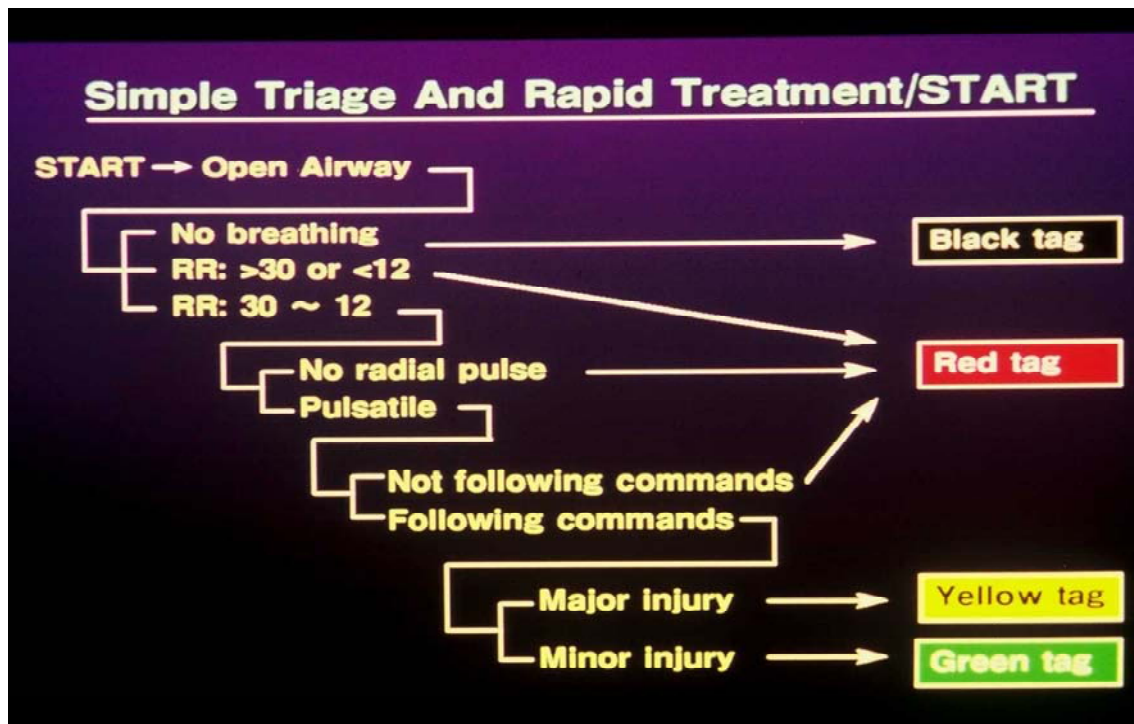 Simple Triage And Rapid Treatment/START
START → Open Airway
No breathing
Black tag
RR: >30 or <12
RR: 30 ~ 12
No radial pulse
Red tag
Pulsatile
Not following commands
Following commands
Major injury
Yellow tag
Minor injury
Green tag